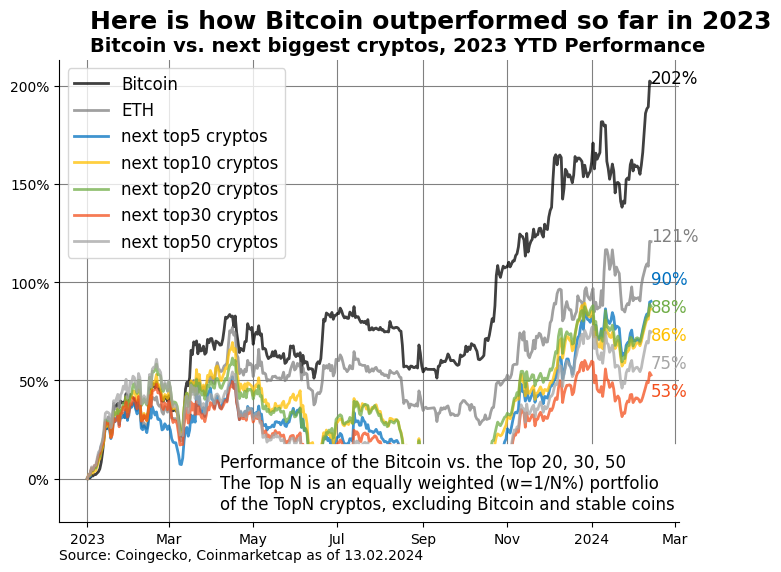 Here is how Bitcoin outperformed so far in 2023
Bitcoin vs. next biggest cryptos, 2023 YTD Performance
200%
150%
100%
50%
0%
Bitcoin
ETH
next top5 cryptos
next top10 cryptos
next top20 cryptos
next top30 cryptos
next top50 cryptos
202%
121%
90%
88%
86%
75%
53%
Performance of the Bitcoin vs. the Top 20, 30, 50
The Top N is an equally weighted (w=1/N%) portfolio
of the TopN cryptos, excluding Bitcoin and stable coins
2023 Mar May Jul Sep Nov 2024 Mar
Source: Coingecko, Coinmarketcap as of 13.02.2024